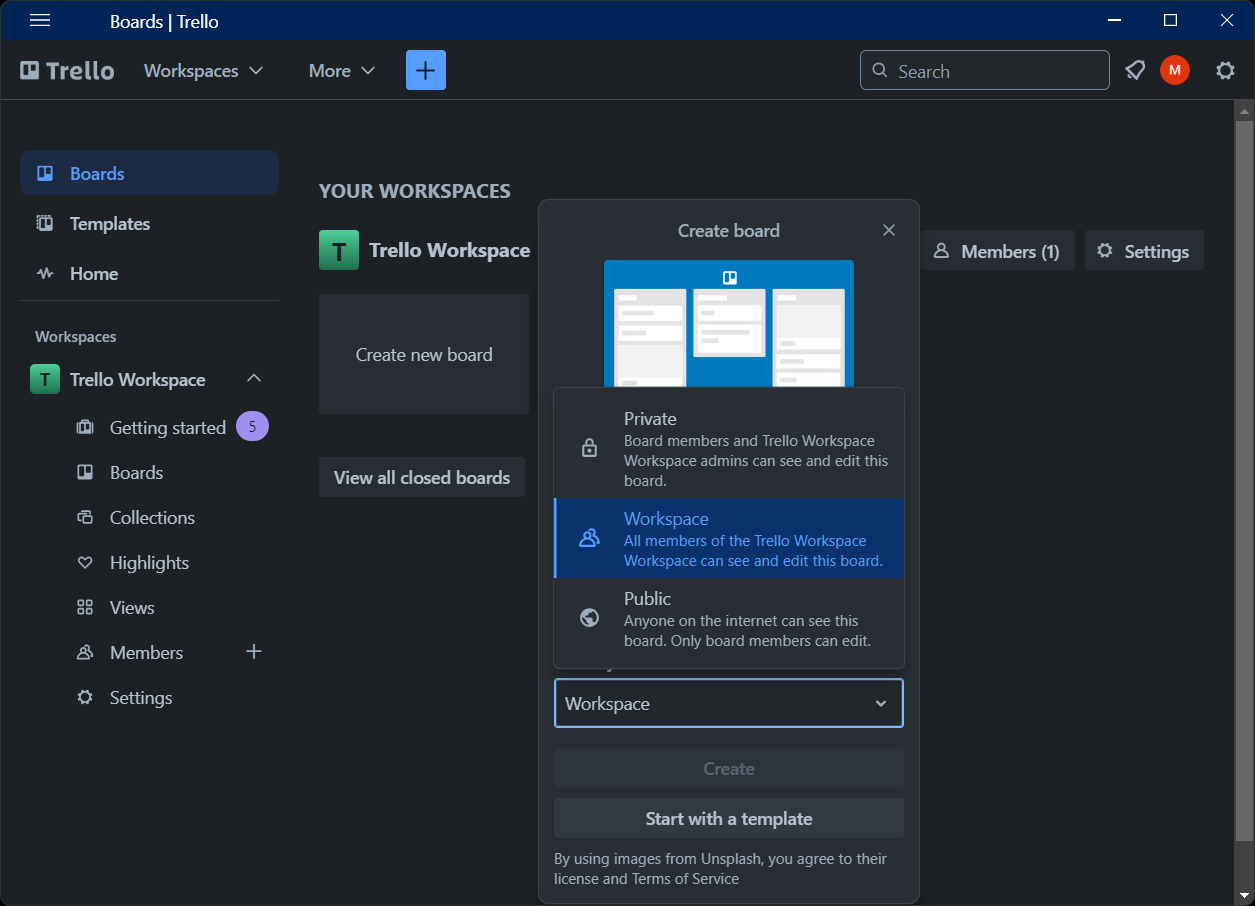 Boards | Trello
Trello
Workspaces
More
Search
M
Boards
Templates
Home
Workspaces
T
Trello Workspace
Getting started
5
Boards
Collections
Highlights
Views
Members
Settings
YOUR WORKSPACES
T
Trello Workspace
Members (1)
Settings
Create new board
View all closed boards
Create board
Private
Board members and Trello Workspace
Workspace admins can see and edit this
board.
Workspace
All members of the Trello Workspace
Workspace can see and edit this board.
Public
Anyone on the internet can see this
board. Only board members can edit.
Workspace
Create
Start with a template
By using images from Unsplash, you agree to their
license and Terms of Service